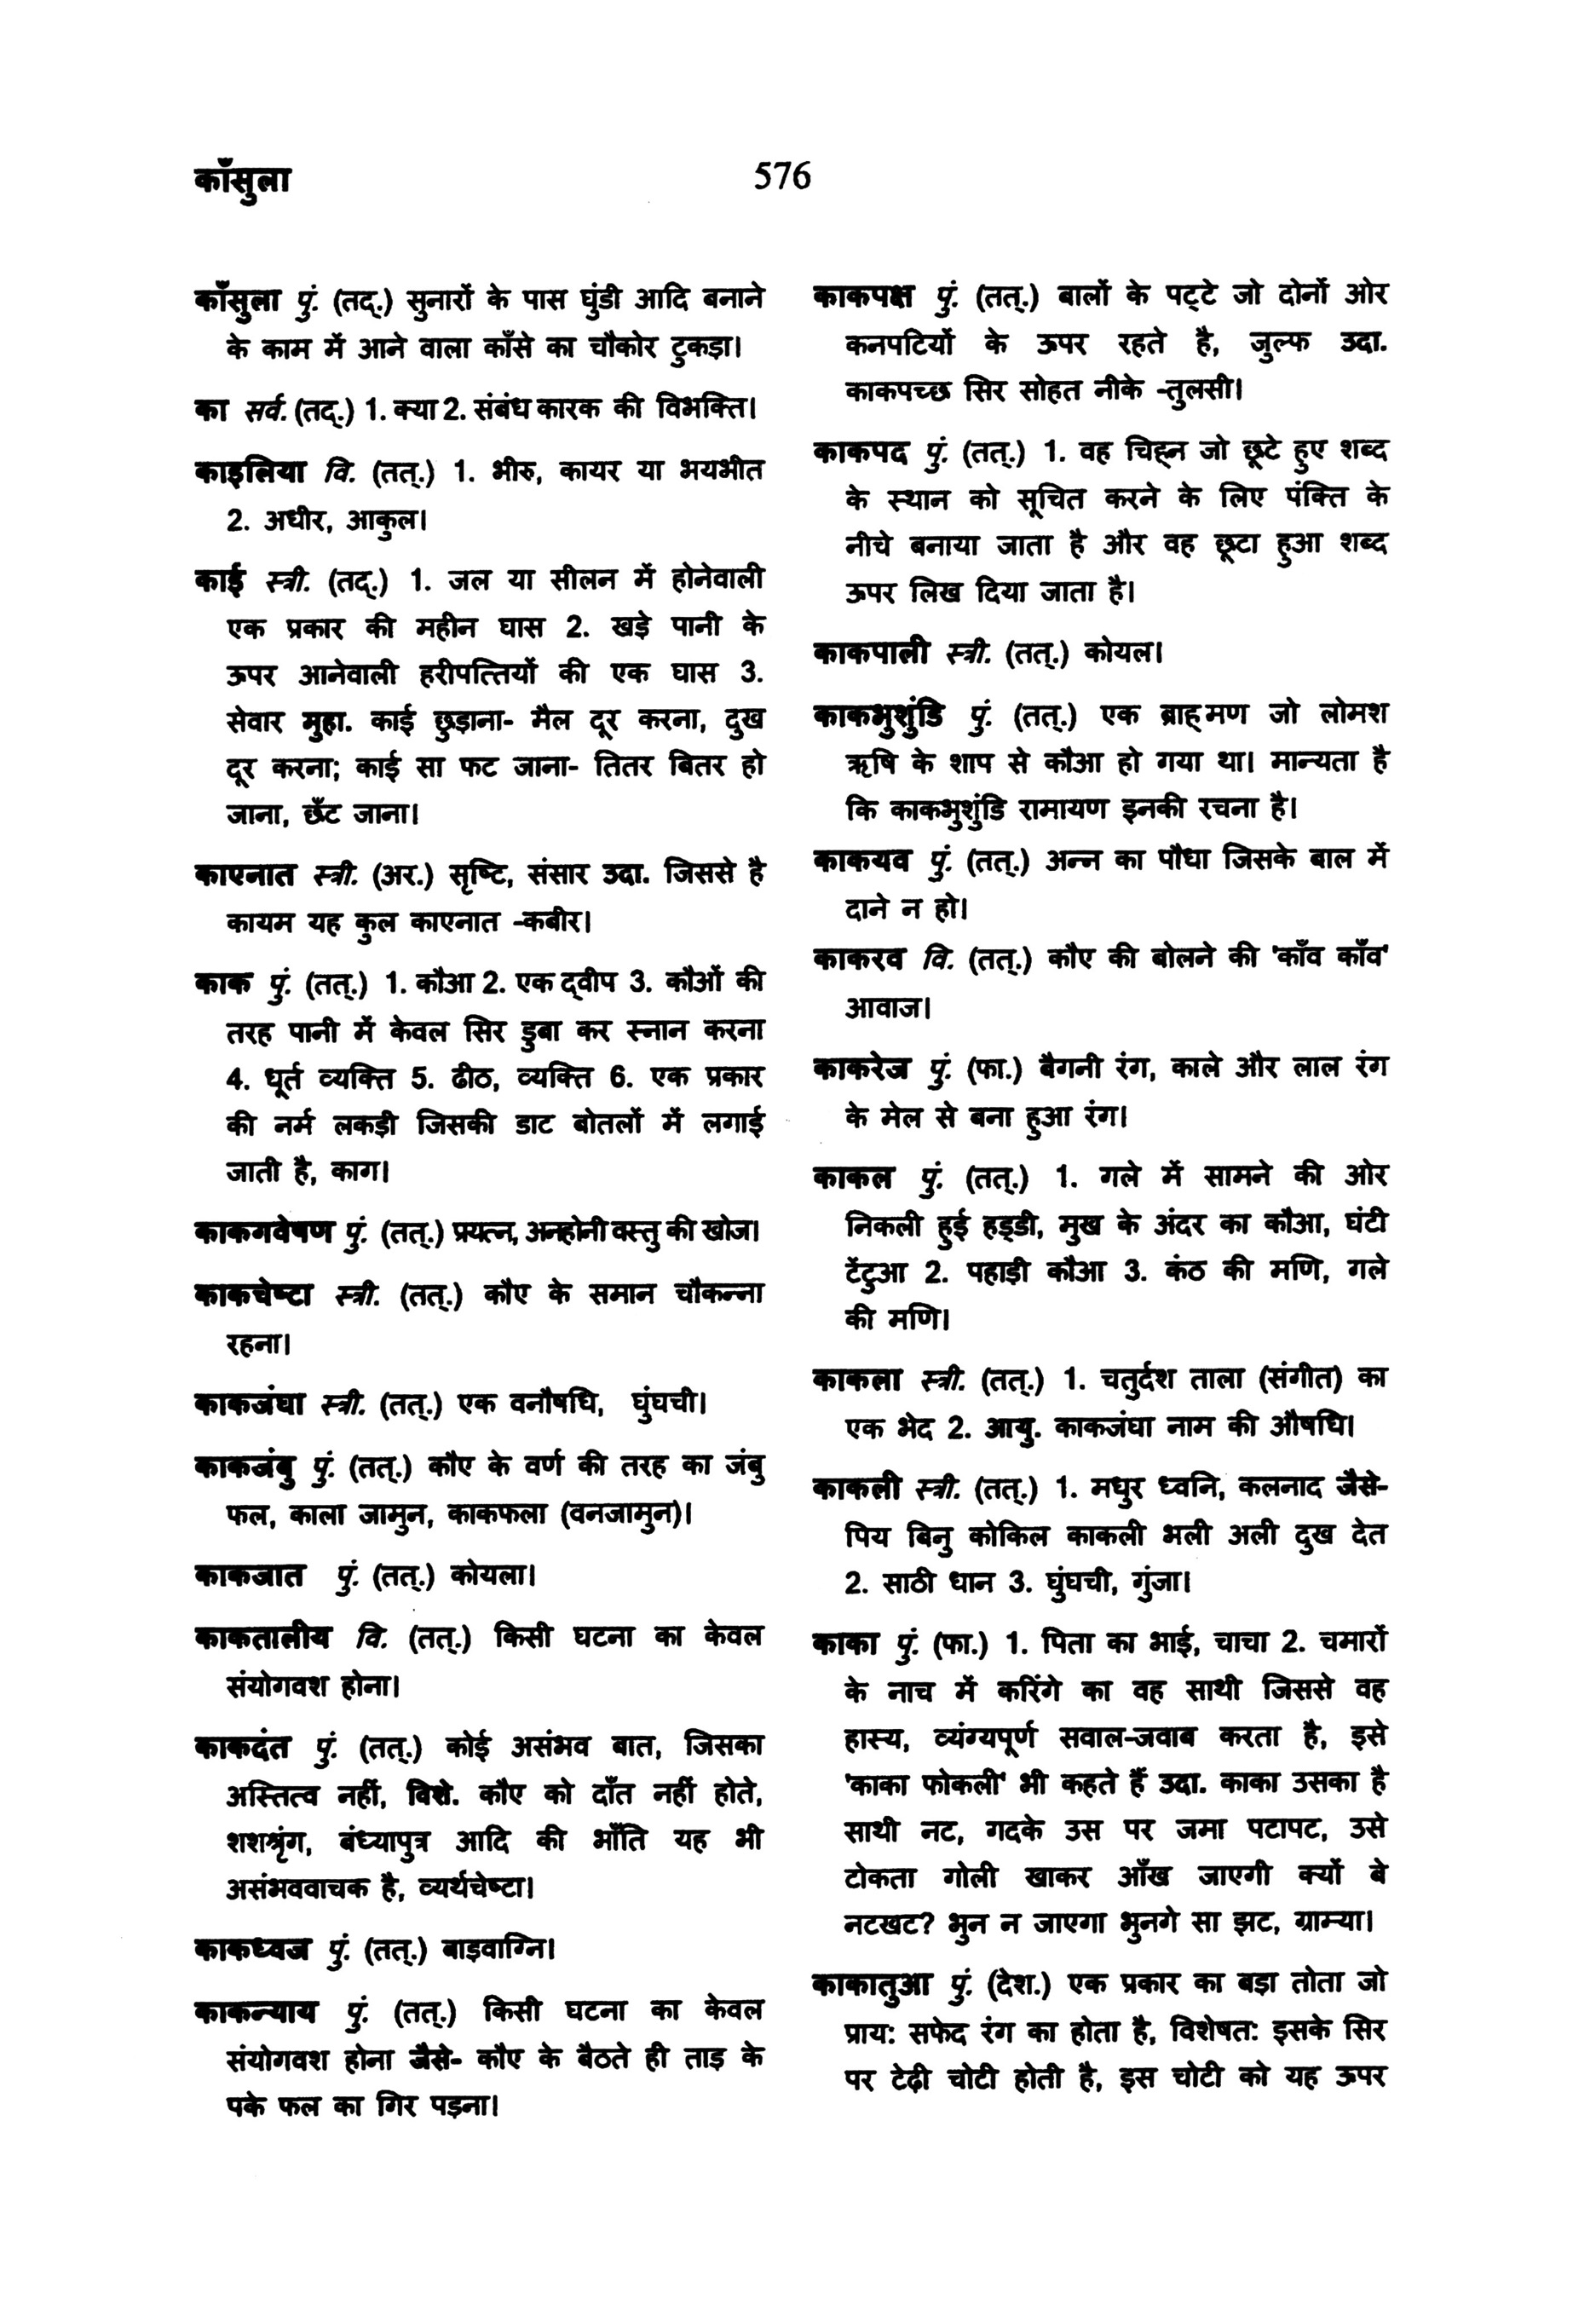 काँसुला
576
काँसुला पुं. (तद्.) सुनारों के पास घुंडी आदि बनाने
के काम में आने वाला काँसे का चौकोर टुकड़ा।
का सर्व. (तद्.) 1. क्या 2. संबंध कारक की विभक्ति।
काइलिया वि. (तत्.) 1. भीरु, कायर या भयभीत
2. अधीर, आकुल।
काई स्त्री. (तद्.) 1. जल या सीलन में होनेवाली
एक प्रकार की महीन घास 2. खड़े पानी के
ऊपर आनेवाली हरीपत्तियों की एक घास 3.
सेवार मुहा. काई छुड़ाना- मैल दूर करना, दुख
दूर करना; काई सा फट जाना- तितर बितर हो
जाना, छँट जाना।
काएनात स्त्री. (अर.) सृष्टि, संसार उदा. जिससे है
कायम यह कुल काएनात -कबीर।
काक पुं. (तत्.) 1. कौआ 2. एक द्वीप 3. कौओं की
तरह पानी में केवल सिर डुबा कर स्नान करना
4. धूर्त व्यक्ति 5. ढीठ, व्यक्ति 6. एक प्रकार
की नर्म लकड़ी जिसकी डाट बोतलों में लगाई
जाती है, काग।
काकगवेषण पुं. (तत्.) प्रयत्न, अनहोनी वस्तु की खोज।
काकचेष्टा स्त्री. (तत्.) कौए के समान चौकन्ना
रहना।
काकजंघा स्त्री. (तत्.) एक वनौषधि, घुंघची।
काकजंबु पुं. (तत्.) कौए के वर्ण की तरह का जंबु
फल, काला जामुन, काकफला (वनजामुन)।
काकजात पुं. (तत्.) कोयला।
काकतालीय वि. (तत्.) किसी घटना का केवल
संयोगवश होना।
काकदंत पुं. (तत्.) कोई असंभव बात, जिसका
अस्तित्व नहीं, विशे. कौए को दाँत नहीं होते,
शशश्रृंग, बंध्यापुत्र आदि की भाँति यह भी
असंभववाचक है, व्यर्थचेष्टा।
काकध्वज पुं. (तत्.) बाड़वाग्नि।
काकन्याय पुं. (तत्.) किसी घटना का केवल
संयोगवश होना जैसे- कौए के बैठते ही ताड़ के
पके फल का गिर पड़ना।
काकपक्ष पुं. (तत्.) बालों के पट्टे जो दोनों ओर
कनपटियों के ऊपर रहते है, जुल्फ उदा.
काकपच्छ सिर सोहत नीके -तुलसी।
काकपद पुं. (तत्.) 1. वह चिह्न जो छूटे हुए शब्द
के स्थान को सूचित करने के लिए पंक्ति के
नीचे बनाया जाता है और वह छूटा हुआ शब्द
ऊपर लिख दिया जाता है।
काकपाली स्त्री. (तत्.) कोयल।
काकभुशुंडि पुं. (तत्.) एक ब्राह्मण जो लोमश
ऋषि के शाप से कौआ हो गया था। मान्यता है
कि काकभुशुंडि रामायण इनकी रचना है।
काकयव पुं. (तत्.) अन्न का पौधा जिसके बाल में
दाने न हो।
काकरव वि. (तत्.) कौए की बोलने की 'काँव काँव'
आवाज।
काकरेज पुं. (फा.) बैगनी रंग, काले और लाल रंग
के मेल से बना हुआ रंग।
काकल पुं. (तत्.) 1. गले में सामने की ओर
निकली हुई हड्डी, मुख के अंदर का कौआ, घंटी
टेंटुआ 2. पहाड़ी कौआ 3. कंठ की मणि, गले
की मणि।
काकला स्त्री. (तत्.) 1. चतुर्दश ताला (संगीत) का
एक भेद 2. आयु. काकजंघा नाम की औषधि।
काकली स्त्री. (तत्.) 1. मधुर ध्वनि, कलनाद जैसे-
पिय बिनु कोकिल काकली भली अली दुख देत
2. साठी धान 3. घुंघची, गुंजा।
काका पुं. (फा.) 1. पिता का भाई, चाचा 2. चमारों
के नाच में करिंगे का वह साथी जिससे वह
हास्य, व्यंग्यपूर्ण सवाल-जवाब करता है, इसे
'काका फोकली' भी कहते हैं उदा. काका उसका है
साथी नट, गदके उस पर जमा पटापट, उसे
टोकता गोली खाकर आँख जाएगी क्यों बे
नटखट? भुन न जाएगा भुनगे सा झट, ग्राम्या।
काकातुआ पुं. (देश.) एक प्रकार का बड़ा तोता जो
प्राय: सफेद रंग का होता है, विशेषत: इसके सिर
पर टेढ़ी चोटी होती है, इस चोटी को यह ऊपर